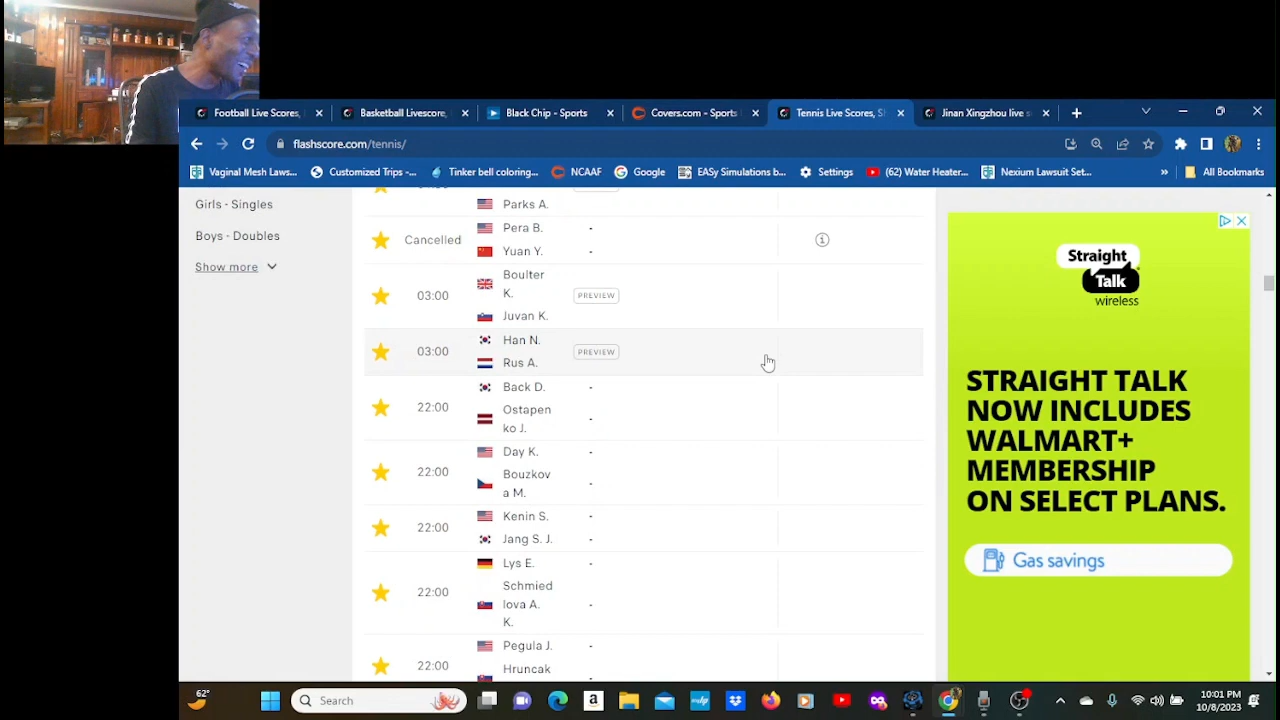 Football Live Scores,
Basketball Livescore,
Black Chip - Sports
Covers.com - Sports
Tennis Live Scores, S
Jinan Xingzhou live s
flashscore.com/tennis/
Vaginal Mesh Laws...
Customized Trips -...
Tinker bell coloring...
NCAAF
Google
EASy Simulations b...
Settings
(62) Water Heater...
Nexium Lawsuit Set...
»
All Bookmarks
Girls - Singles
Boys - Doubles
Show more
Parks A.
Cancelled
Pera B. -
Yuan Y. -
03:00
Boulter
K.
Juvan K.
PREVIEW
03:00
Han N.
Rus A.
PREVIEW
22:00
Back D. -
Ostapen
ko J. -
22:00
Day K. -
Bouzkov
a M. -
22:00
Kenin S. -
Jang S. J. -
22:00
Lys E. -
Schmied
lova A. -
K.
22:00
Pegula J. -
Hruncak
Straight
Talk
wireless
STRAIGHT TALK
NOW INCLUDES
WALMART+
MEMBERSHIP
ON SELECT PLANS.
Gas savings
62°
Search
10:01 PM
10/8/2023